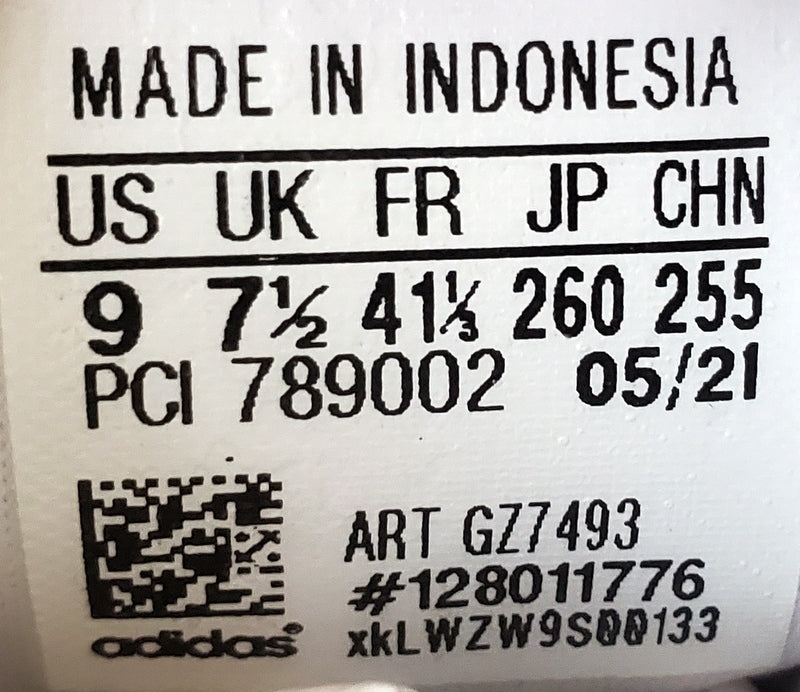 MADE IN INDONESIA
US UK FR JP CHN
9 7½ 41⅓ 260 255
PCI 789002 05/21
ART GZ7493
#128011776
xkLWZW9S00133
adidas®